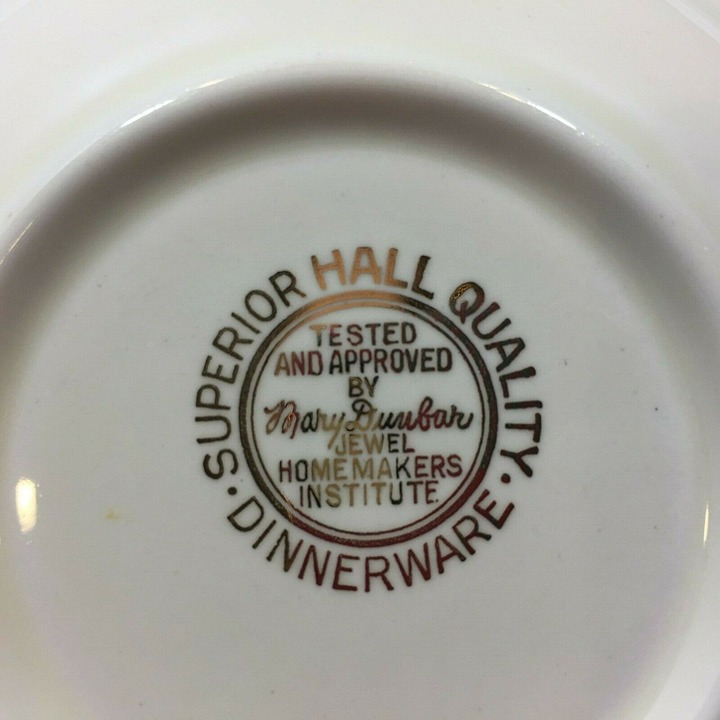 SUPERIOR HALL QUALITY
· DINNERWARE ·
TESTED
AND APPROVED
BY
Mary Dunbar
JEWEL
HOMEMAKERS
INSTITUTE